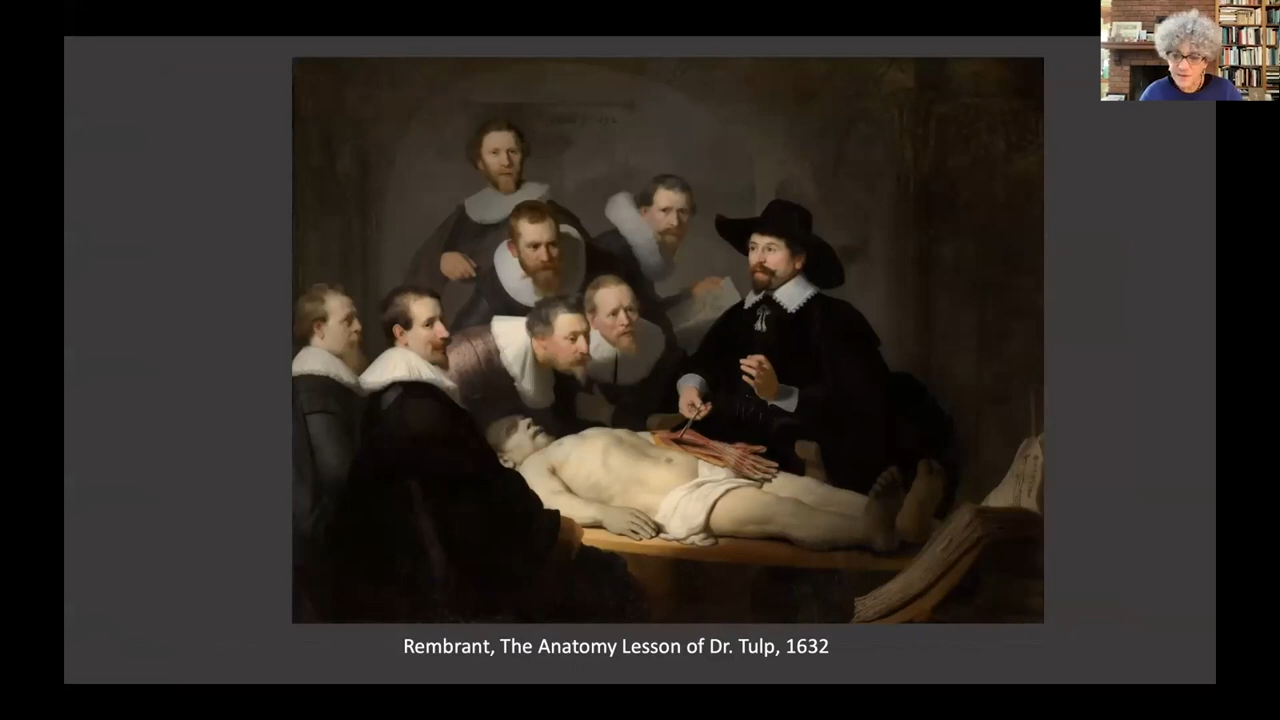 Rembrant, The Anatomy Lesson of Dr. Tulp, 1632